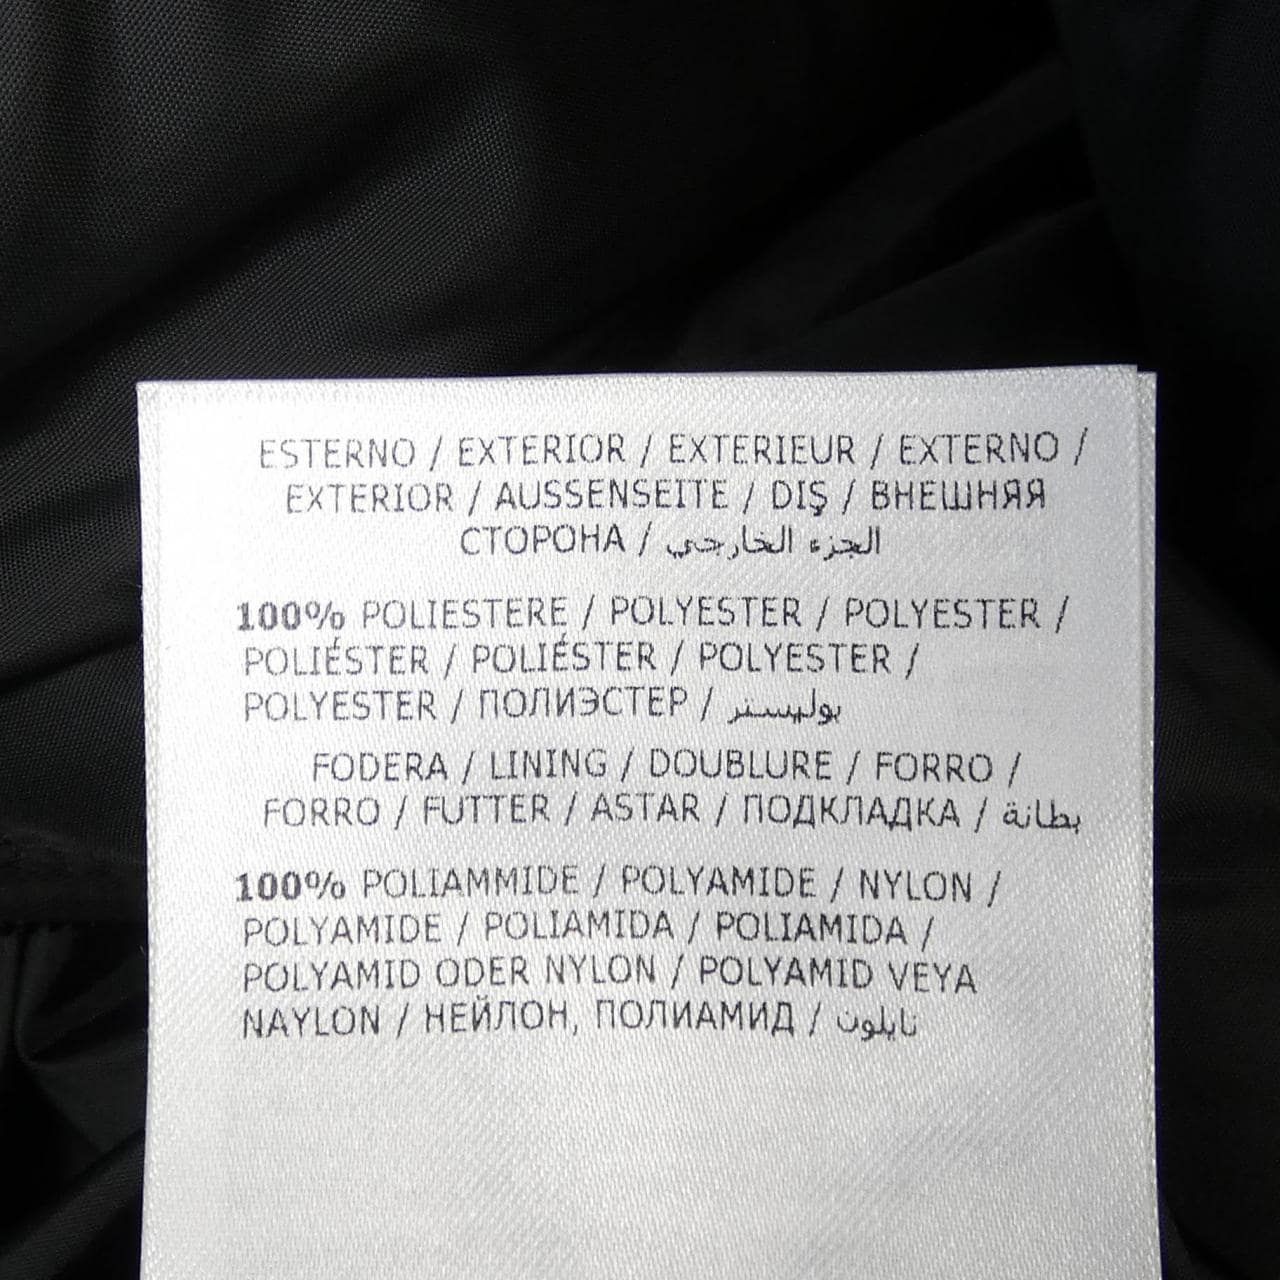 ESTERNO / EXTERIOR / EXTERIEUR / EXTERNO /
EXTERIOR / AUSSENSEITE / DIŞ / ВНЕШНЯЯ
СТОРОНА / الجزء الخارجي
100% POLIESTERE / POLYESTER / POLYESTER /
POLIÉSTER / POLIÉSTER / POLYESTER /
POLYESTER / ПОЛИЭСТЕР / بوليستر
FODERA / LINING / DOUBLURE / FORRO /
FORRO / FUTTER / ASTAR / ПОДКЛАДКА / بطانة
100% POLIAMMIDE / POLYAMIDE / NYLON /
POLYAMIDE / POLIAMIDA / POLIAMIDA /
POLYAMID ODER NYLON / POLYAMID VEYA
NAYLON / НЕЙЛОН, ПОЛИАМИД / نايلون